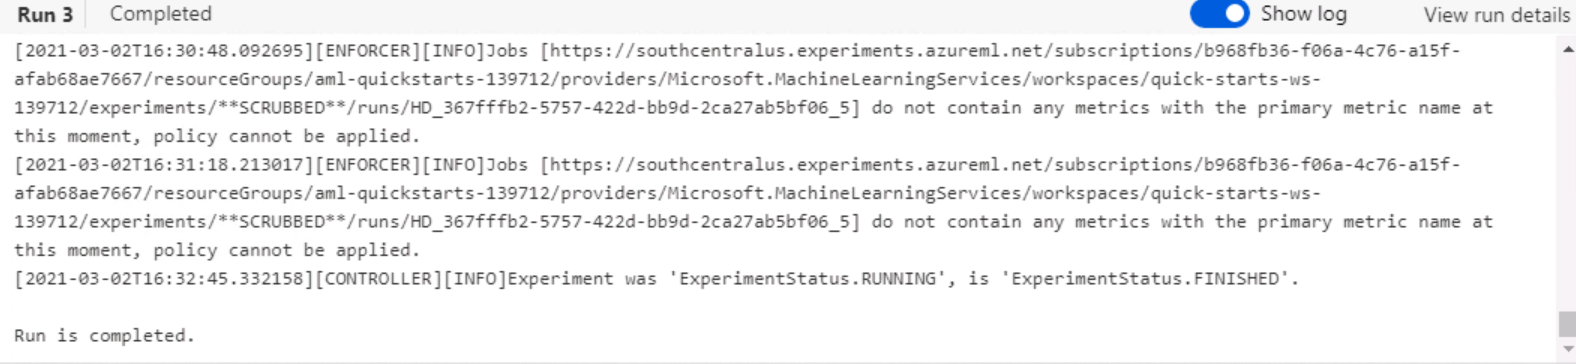 Run 3 Completed Show log View run details
[2021-03-02T16:30:48.092695][ENFORCER][INFO]Jobs [https://southcentralus.experiments.azureml.net/subscriptions/b968fb36-f06a-4c76-a15f-
afab68ae7667/resourceGroups/aml-quickstarts-139712/providers/Microsoft.MachineLearningServices/workspaces/quick-starts-ws-
139712/experiments/**SCRUBBED**/runs/HD_367fffb2-5757-422d-bb9d-2ca27ab5bf06_5] do not contain any metrics with the primary metric name at
this moment, policy cannot be applied.
[2021-03-02T16:31:18.213017][ENFORCER][INFO]Jobs [https://southcentralus.experiments.azureml.net/subscriptions/b968fb36-f06a-4c76-a15f-
afab68ae7667/resourceGroups/aml-quickstarts-139712/providers/Microsoft.MachineLearningServices/workspaces/quick-starts-ws-
139712/experiments/**SCRUBBED**/runs/HD_367fffb2-5757-422d-bb9d-2ca27ab5bf06_5] do not contain any metrics with the primary metric name at
this moment, policy cannot be applied.
[2021-03-02T16:32:45.332158][CONTROLLER][INFO]Experiment was 'ExperimentStatus.RUNNING', is 'ExperimentStatus.FINISHED'.
Run is completed.